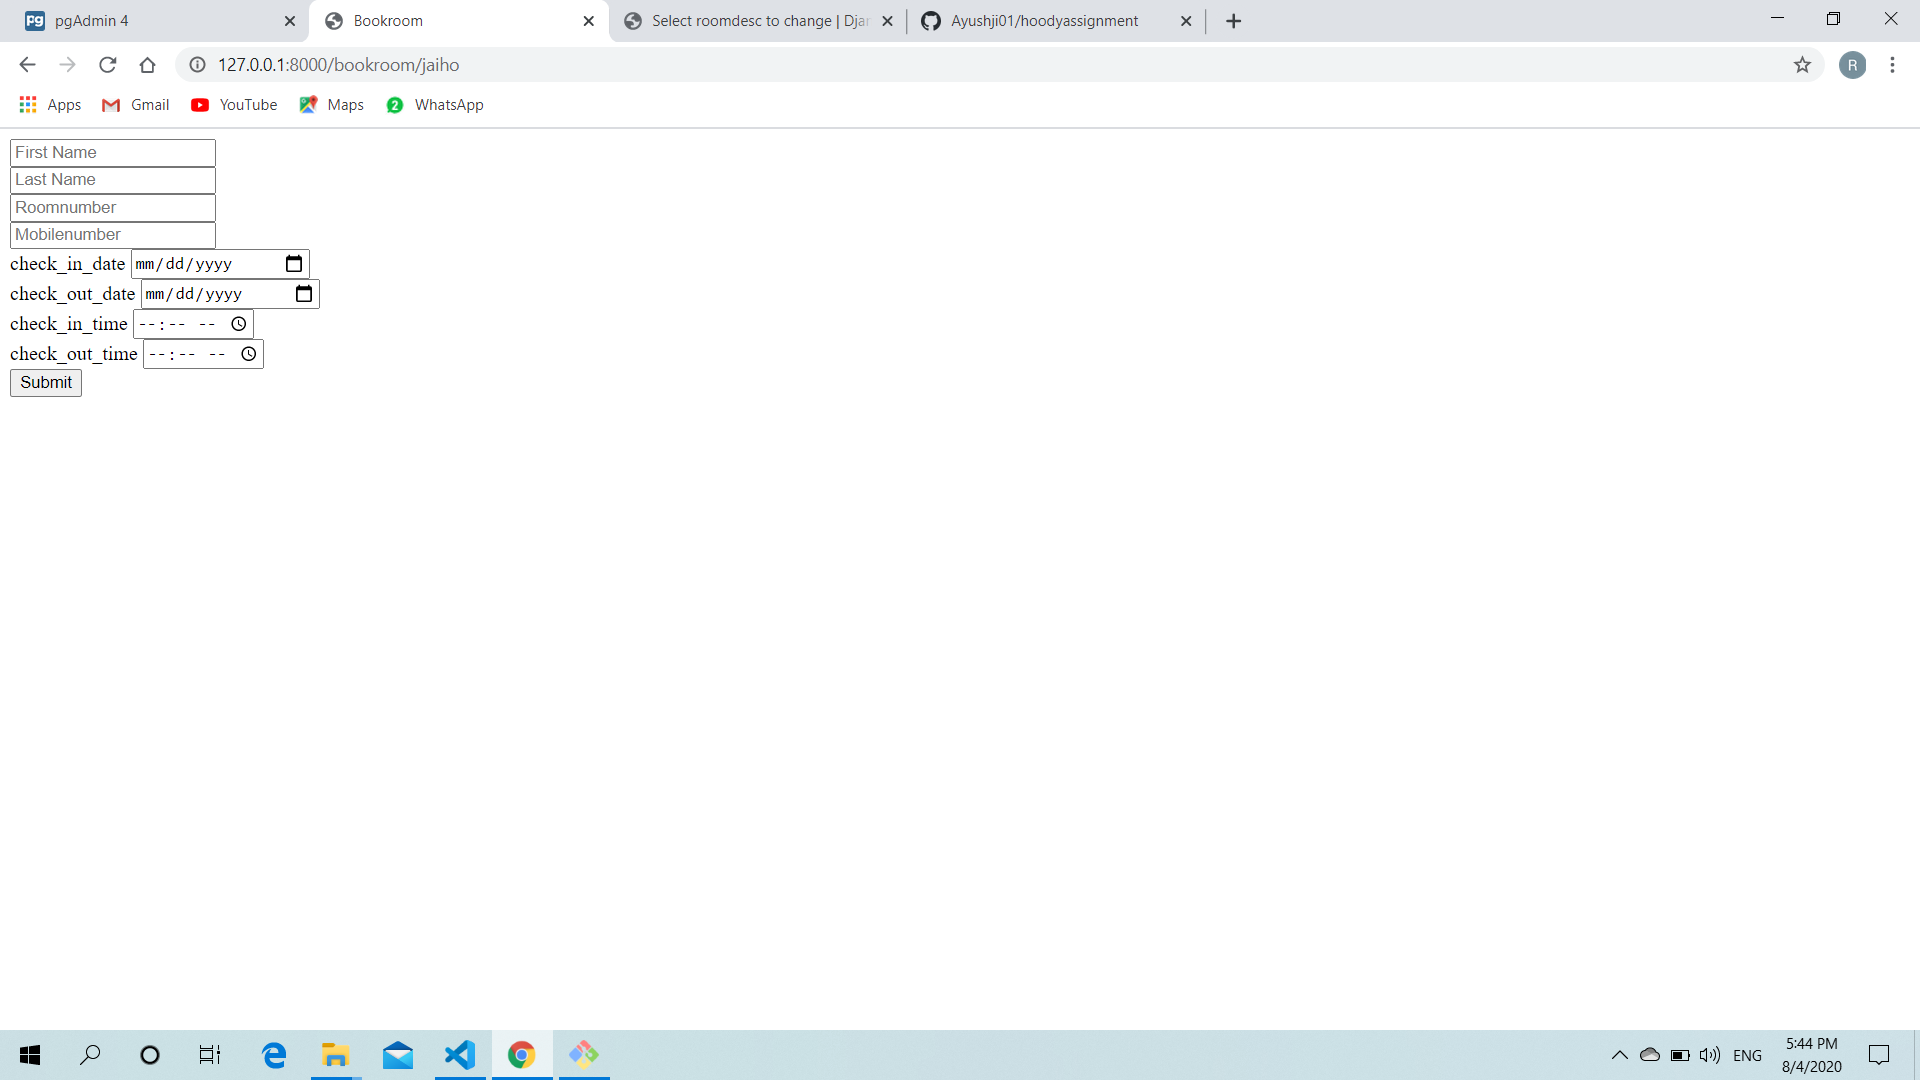 pgAdmin 4
Bookroom
Select roomdesc to change | Djan
Ayushji01/hoodyassignment
127.0.0.1:8000/bookroom/jaiho
R
Apps
Gmail
YouTube
Maps
2
WhatsApp
First Name
Last Name
Roomnumber
Mobilenumber
check_in_date mm/dd/yyyy
check_out_date mm/dd/yyyy
check_in_time --:-- --
check_out_time --:-- --
Submit
ENG
5:44 PM
8/4/2020